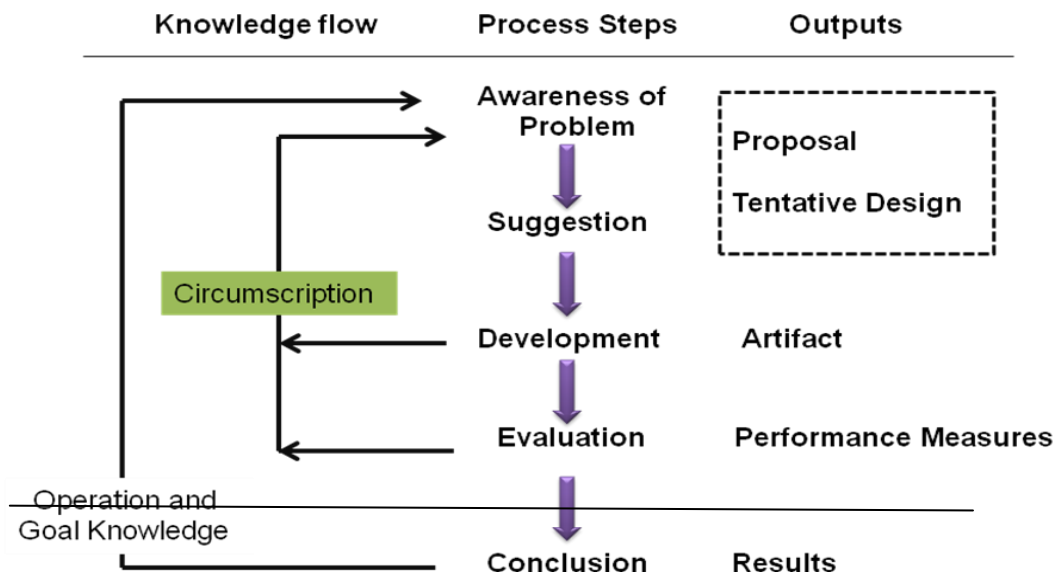 Knowledge flow Process Steps Outputs
Awareness of
Problem
Proposal
Tentative Design
Suggestion
Circumscription
Development Artifact
Evaluation Performance Measures
Operation and
Goal Knowledge
Conclusion Results